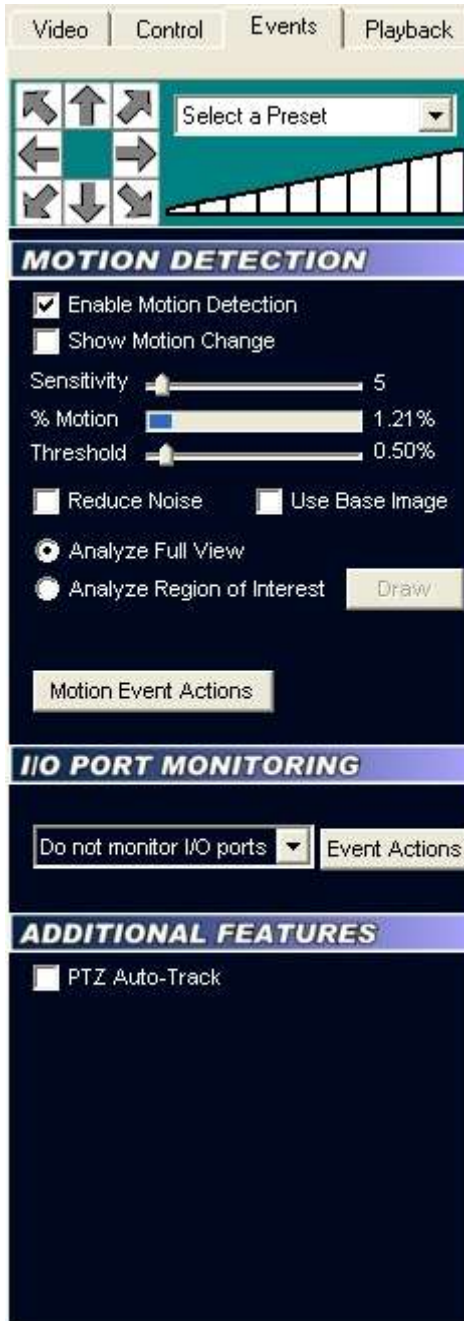 Video Control Events Playback
Select a Preset
MOTION DETECTION
Enable Motion Detection
Show Motion Change
Sensitivity 5
% Motion 1.21%
Threshold 0.50%
Reduce Noise Use Base Image
Analyze Full View
Analyze Region of Interest Draw
Motion Event Actions
I/O PORT MONITORING
Do not monitor I/O ports Event Actions
ADDITIONAL FEATURES
PTZ Auto-Track